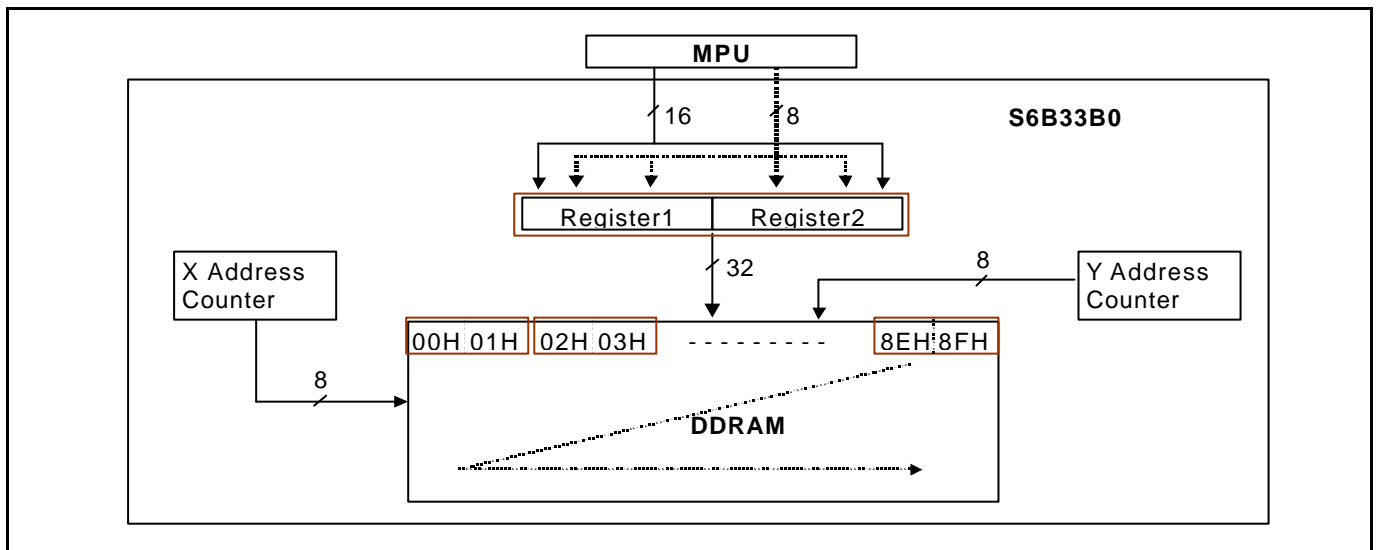 MPU
16
8
S6B33B0
Register1
Register2
32
X Address
Counter
8
Y Address
Counter
00H 01H
02H 03H
8EH 8FH
8
DDRAM